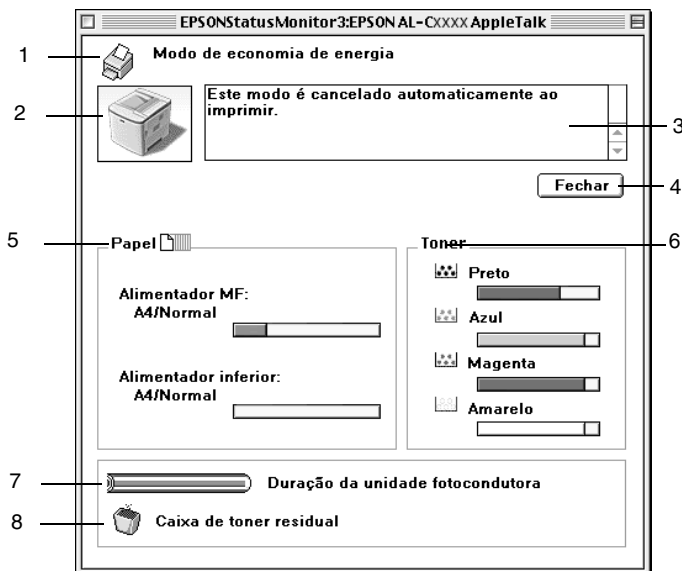 EPSONStatusMonitor3:EPSON AL-CXXXX AppleTalk
1
Modo de economia de energia
2
Este modo é cancelado automaticamente ao
imprimir.
3
Fechar
4
5
Papel
Alimentador MF:
A4/Normal
Alimentador inferior:
A4/Normal
Toner
6
Preto
Azul
Magenta
Amarelo
7
Duração da unidade fotocondutora
8
Caixa de toner residual